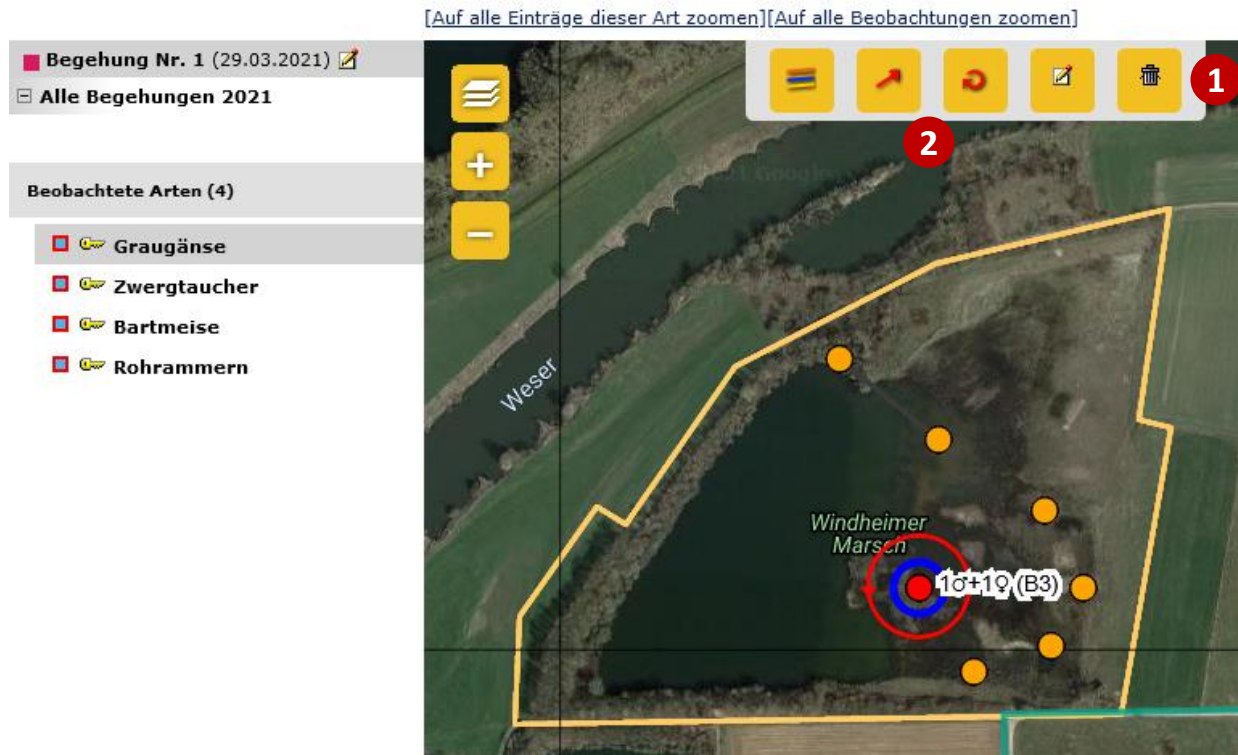 [Auf alle Einträge dieser Art zoomen][Auf alle Beobachtungen zoomen]
Begehung Nr. 1 (29.03.2021)
Alle Begehungen 2021
Beobachtete Arten (4)
Graugänse
Zwergtaucher
Bartmeise
Rohrammern
1
2
Google
Weser
Windheimer
Marsch
1♂+1♀ (B3)